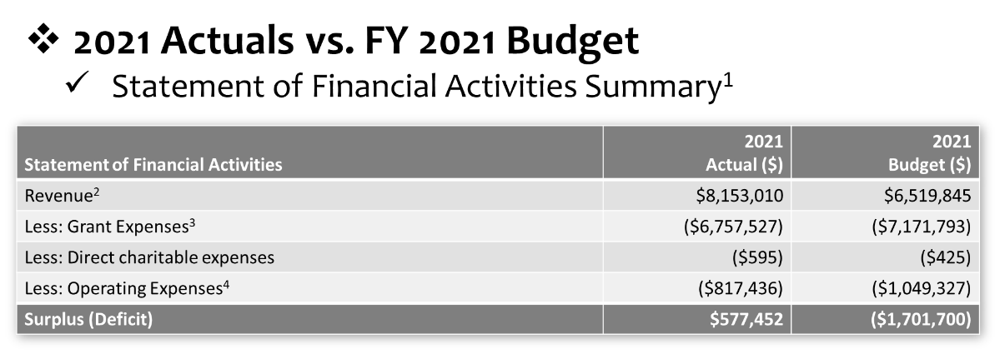 ❖ 2021 Actuals vs. FY 2021 Budget
✓ Statement of Financial Activities Summary¹
Statement of Financial Activities 2021 Actual ($) 2021 Budget ($)
Revenue² $8,153,010 $6,519,845
Less: Grant Expenses³ ($6,757,527) ($7,171,793)
Less: Direct charitable expenses ($595) ($425)
Less: Operating Expenses⁴ ($817,436) ($1,049,327)
Surplus (Deficit) $577,452 ($1,701,700)